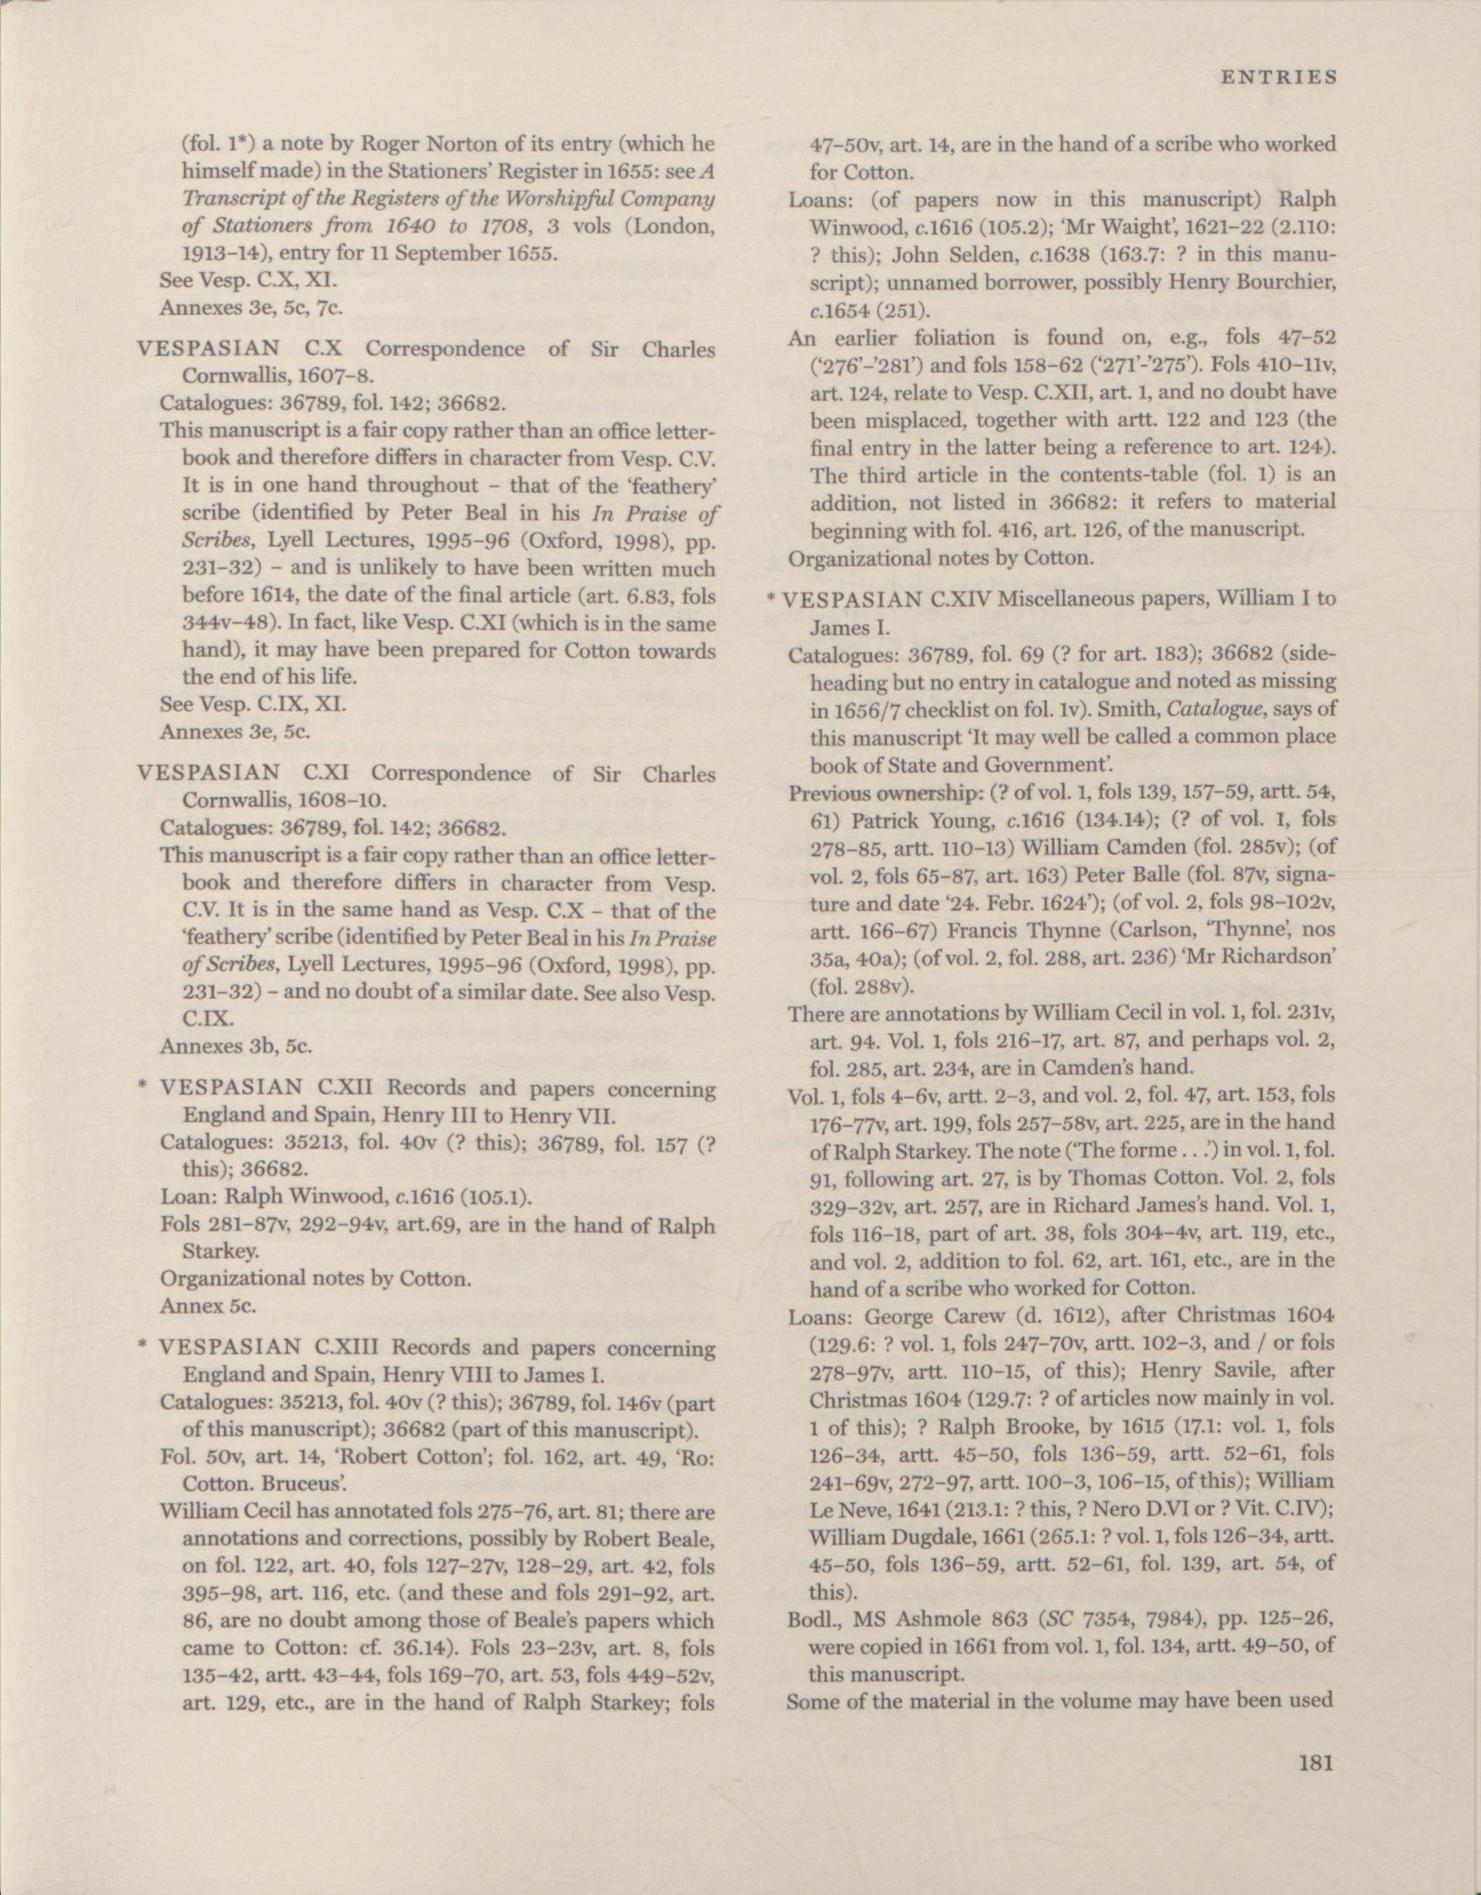 ENTRIES
(fol. 1*) a note by Roger Norton of its entry (which he
himself made) in the Stationers’ Register in 1655: see A
Transcript of the Registers of the Worshipful Company
of Stationers from 1640 to 1708, 3 vols (London,
1913–14), entry for 11 September 1655.
See Vesp. C.X, XI.
Annexes 3e, 5c, 7c.
VESPASIAN C.X Correspondence of Sir Charles
Cornwallis, 1607–8.
Catalogues: 36789, fol. 142; 36682.
This manuscript is a fair copy rather than an office letter-
book and therefore differs in character from Vesp. C.V.
It is in one hand throughout – that of the ‘feathery’
scribe (identified by Peter Beal in his In Praise of
Scribes, Lyell Lectures, 1995–96 (Oxford, 1998), pp.
231–32) – and is unlikely to have been written much
before 1614, the date of the final article (art. 6.83, fols
344v–48). In fact, like Vesp. C.XI (which is in the same
hand), it may have been prepared for Cotton towards
the end of his life.
See Vesp. C.IX, XI.
Annexes 3e, 5c.
VESPASIAN C.XI Correspondence of Sir Charles
Cornwallis, 1608–10.
Catalogues: 36789, fol. 142; 36682.
This manuscript is a fair copy rather than an office letter-
book and therefore differs in character from Vesp.
C.V. It is in the same hand as Vesp. C.X – that of the
‘feathery’ scribe (identified by Peter Beal in his In Praise
of Scribes, Lyell Lectures, 1995–96 (Oxford, 1998), pp.
231–32) – and no doubt of a similar date. See also Vesp.
C.IX.
Annexes 3b, 5c.
* VESPASIAN C.XII Records and papers concerning
England and Spain, Henry III to Henry VII.
Catalogues: 35213, fol. 40v (? this); 36789, fol. 157 (?
this); 36682.
Loan: Ralph Winwood, c.1616 (105.1).
Fols 281–87v, 292–94v, art.69, are in the hand of Ralph
Starkey.
Organizational notes by Cotton.
Annex 5c.
* VESPASIAN C.XIII Records and papers concerning
England and Spain, Henry VIII to James I.
Catalogues: 35213, fol. 40v (? this); 36789, fol. 146v (part
of this manuscript); 36682 (part of this manuscript).
Fol. 50v, art. 14, ‘Robert Cotton’; fol. 162, art. 49, ‘Ro:
Cotton. Bruceus’.
William Cecil has annotated fols 275–76, art. 81; there are
annotations and corrections, possibly by Robert Beale,
on fol. 122, art. 40, fols 127–27v, 128–29, art. 42, fols
395–98, art. 116, etc. (and these and fols 291–92, art.
86, are no doubt among those of Beale’s papers which
came to Cotton: cf. 36.14). Fols 23–23v, art. 8, fols
135–42, artt. 43–44, fols 169–70, art. 53, fols 449–52v,
art. 129, etc., are in the hand of Ralph Starkey; fols
47–50v, art. 14, are in the hand of a scribe who worked
for Cotton.
Loans: (of papers now in this manuscript) Ralph
Winwood, c.1616 (105.2); ‘Mr Waight’, 1621–22 (2.110:
? this); John Selden, c.1638 (163.7: ? in this manu-
script); unnamed borrower, possibly Henry Bourchier,
c.1654 (251).
An earlier foliation is found on, e.g., fols 47–52
(‘276’–’281’) and fols 158–62 (‘271’-’275’). Fols 410–11v,
art. 124, relate to Vesp. C.XII, art. 1, and no doubt have
been misplaced, together with artt. 122 and 123 (the
final entry in the latter being a reference to art. 124).
The third article in the contents-table (fol. 1) is an
addition, not listed in 36682: it refers to material
beginning with fol. 416, art. 126, of the manuscript.
Organizational notes by Cotton.
* VESPASIAN C.XIV Miscellaneous papers, William I to
James I.
Catalogues: 36789, fol. 69 (? for art. 183); 36682 (side-
heading but no entry in catalogue and noted as missing
in 1656/7 checklist on fol. 1v). Smith, Catalogue, says of
this manuscript ‘It may well be called a common place
book of State and Government’.
Previous ownership: (? of vol. 1, fols 139, 157–59, artt. 54,
61) Patrick Young, c.1616 (134.14); (? of vol. 1, fols
278–85, artt. 110–13) William Camden (fol. 285v); (of
vol. 2, fols 65–87, art. 163) Peter Balle (fol. 87v, signa-
ture and date ‘24. Febr. 1624’); (of vol. 2, fols 98–102v,
artt. 166–67) Francis Thynne (Carlson, ‘Thynne’, nos
35a, 40a); (of vol. 2, fol. 288, art. 236) ‘Mr Richardson’
(fol. 288v).
There are annotations by William Cecil in vol. 1, fol. 231v,
art. 94. Vol. 1, fols 216–17, art. 87, and perhaps vol. 2,
fol. 285, art. 234, are in Camden’s hand.
Vol. 1, fols 4–6v, artt. 2–3, and vol. 2, fol. 47, art. 153, fols
176–77v, art. 199, fols 257–58v, art. 225, are in the hand
of Ralph Starkey. The note (‘The forme . . .’) in vol. 1, fol.
91, following art. 27, is by Thomas Cotton. Vol. 2, fols
329–32v, art. 257, are in Richard James’s hand. Vol. 1,
fols 116–18, part of art. 38, fols 304–4v, art. 119, etc.,
and vol. 2, addition to fol. 62, art. 161, etc., are in the
hand of a scribe who worked for Cotton.
Loans: George Carew (d. 1612), after Christmas 1604
(129.6: ? vol. 1, fols 247–70v, artt. 102–3, and / or fols
278–97v, artt. 110–15, of this); Henry Savile, after
Christmas 1604 (129.7: ? of articles now mainly in vol.
1 of this); ? Ralph Brooke, by 1615 (17.1: vol. 1, fols
126–34, artt. 45–50, fols 136–59, artt. 52–61, fols
241–69v, 272–97, artt. 100–3, 106–15, of this); William
Le Neve, 1641 (213.1: ? this, ? Nero D.VI or ? Vit. C.IV);
William Dugdale, 1661 (265.1: ? vol. 1, fols 126–34, artt.
45–50, fols 136–59, artt. 52–61, fol. 139, art. 54, of
this).
Bodl., MS Ashmole 863 (SC 7354, 7984), pp. 125–26,
were copied in 1661 from vol. 1, fol. 134, artt. 49–50, of
this manuscript.
Some of the material in the volume may have been used
181